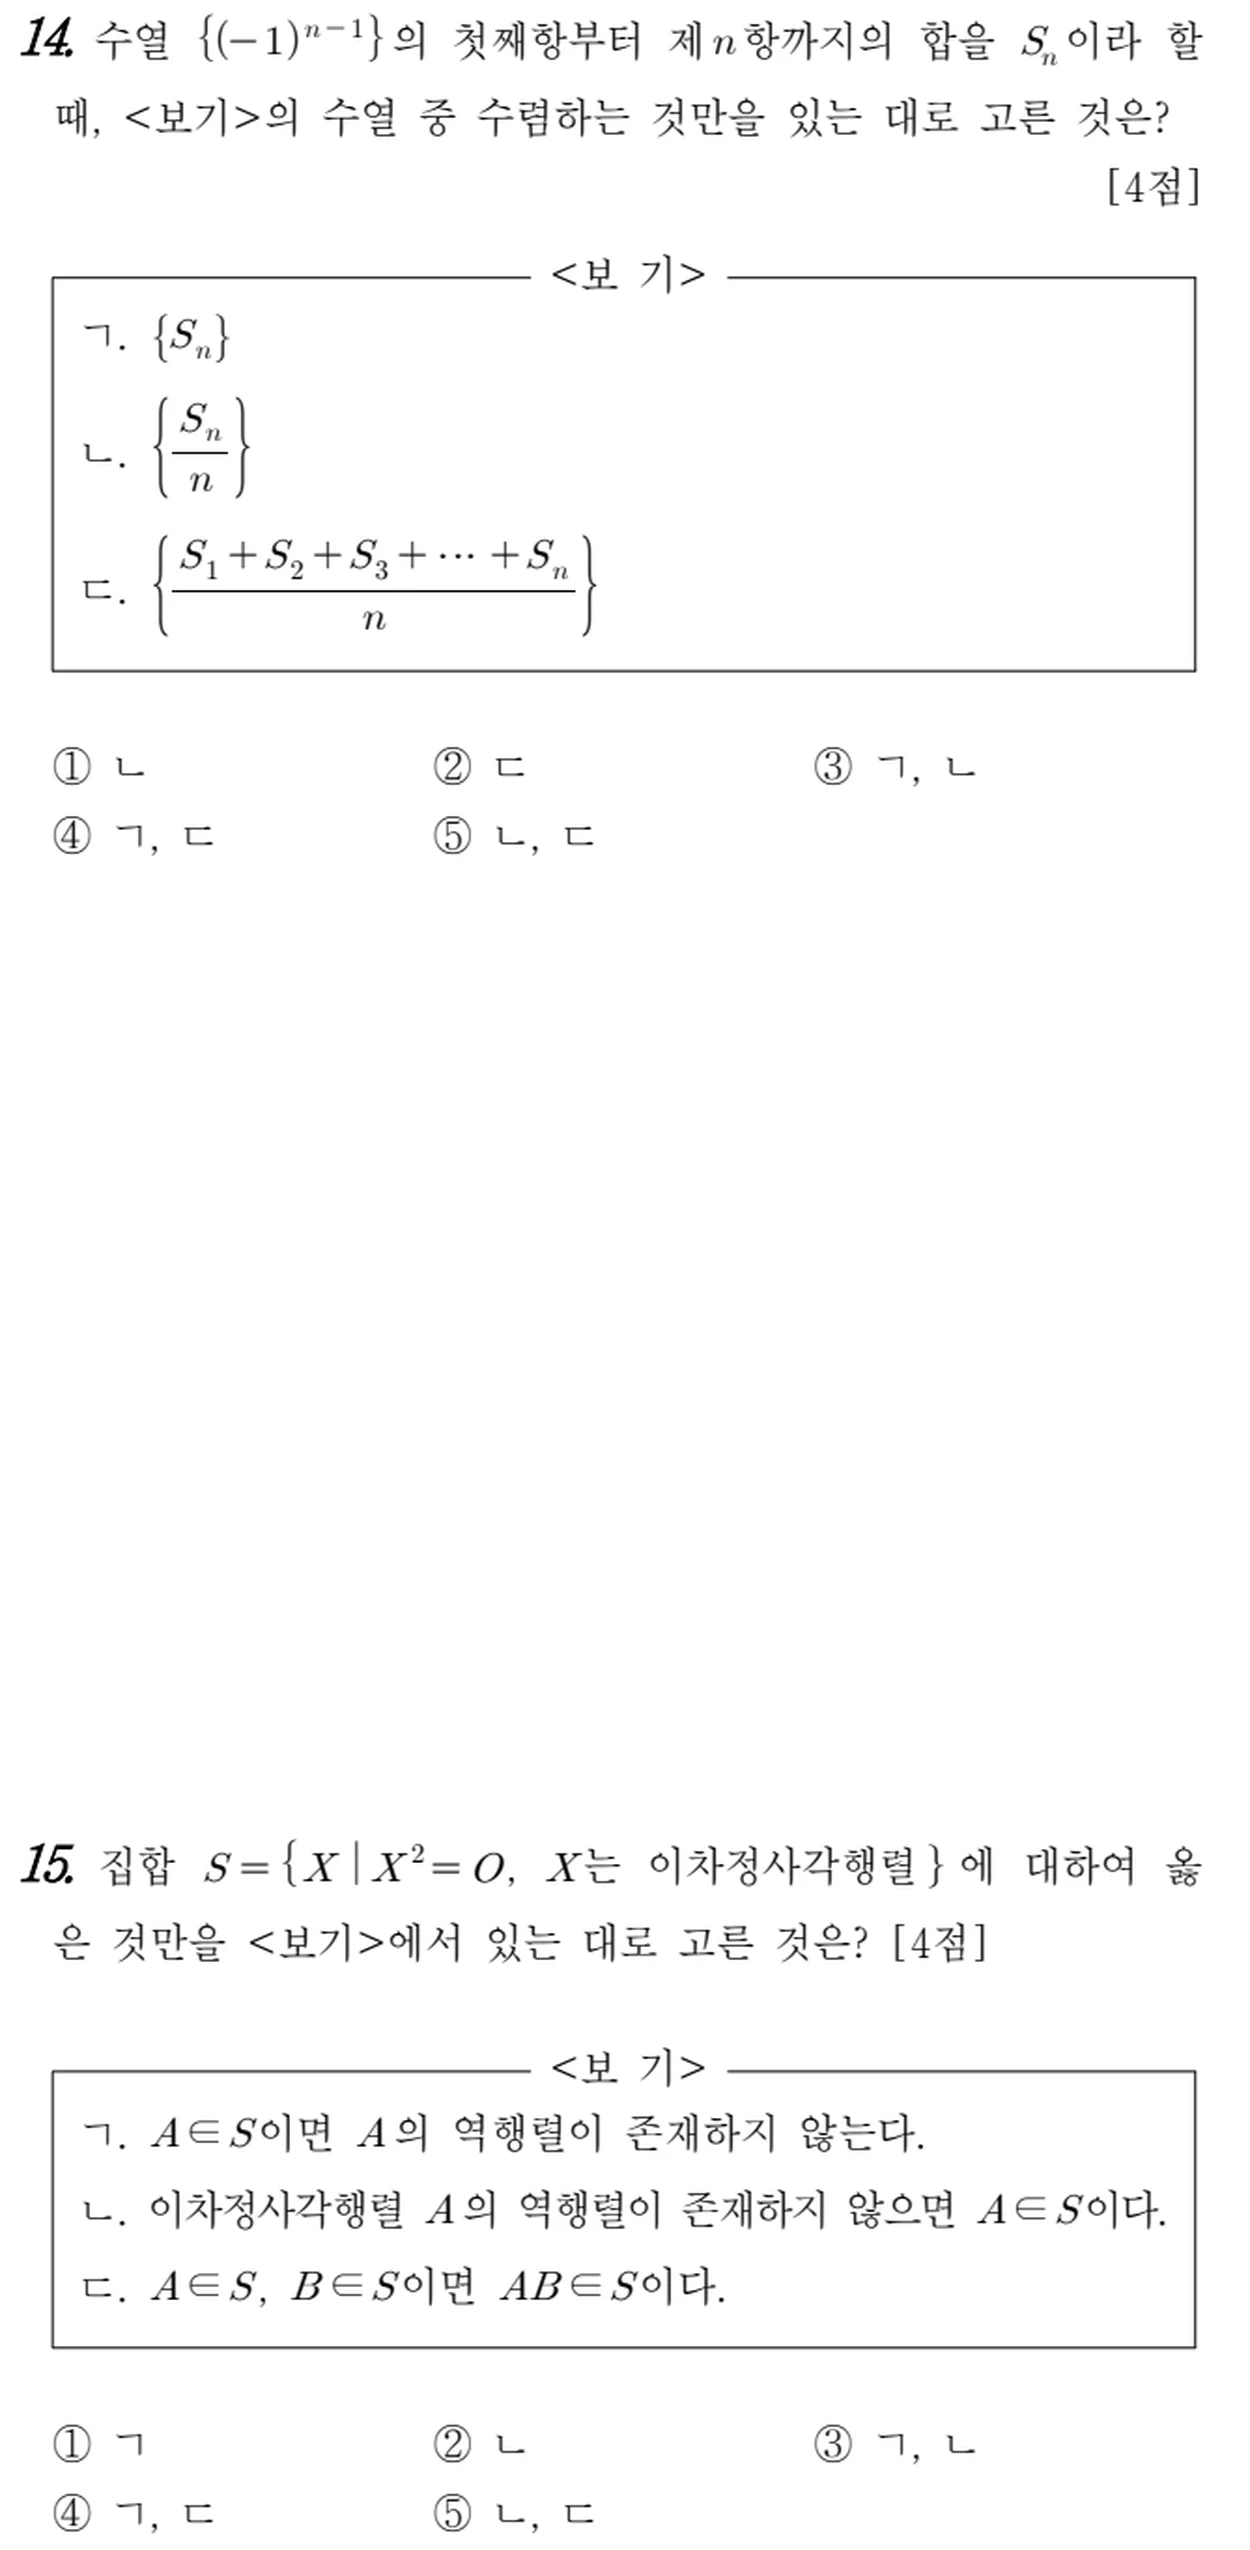 14. 수열 {(-1)ⁿ⁻¹}의 첫째항부터 제n항까지의 합을 Sₙ이라 할
때, <보기>의 수열 중 수렴하는 것만을 있는 대로 고른 것은?
[4점]
<보 기>
ㄱ. {Sₙ}
ㄴ. {Sₙ/n}
ㄷ. {(S₁+S₂+S₃+⋯+Sₙ)/n}
① ㄴ ② ㄷ ③ ㄱ, ㄴ
④ ㄱ, ㄷ ⑤ ㄴ, ㄷ
15. 집합 S={X|X²=O, X는 이차정사각행렬}에 대하여 옳
은 것만을 <보기>에서 있는 대로 고른 것은? [4점]
<보 기>
ㄱ. A∈S이면 A의 역행렬이 존재하지 않는다.
ㄴ. 이차정사각행렬 A의 역행렬이 존재하지 않으면 A∈S이다.
ㄷ. A∈S, B∈S이면 AB∈S이다.
① ㄱ ② ㄴ ③ ㄱ, ㄴ
④ ㄱ, ㄷ ⑤ ㄴ, ㄷ